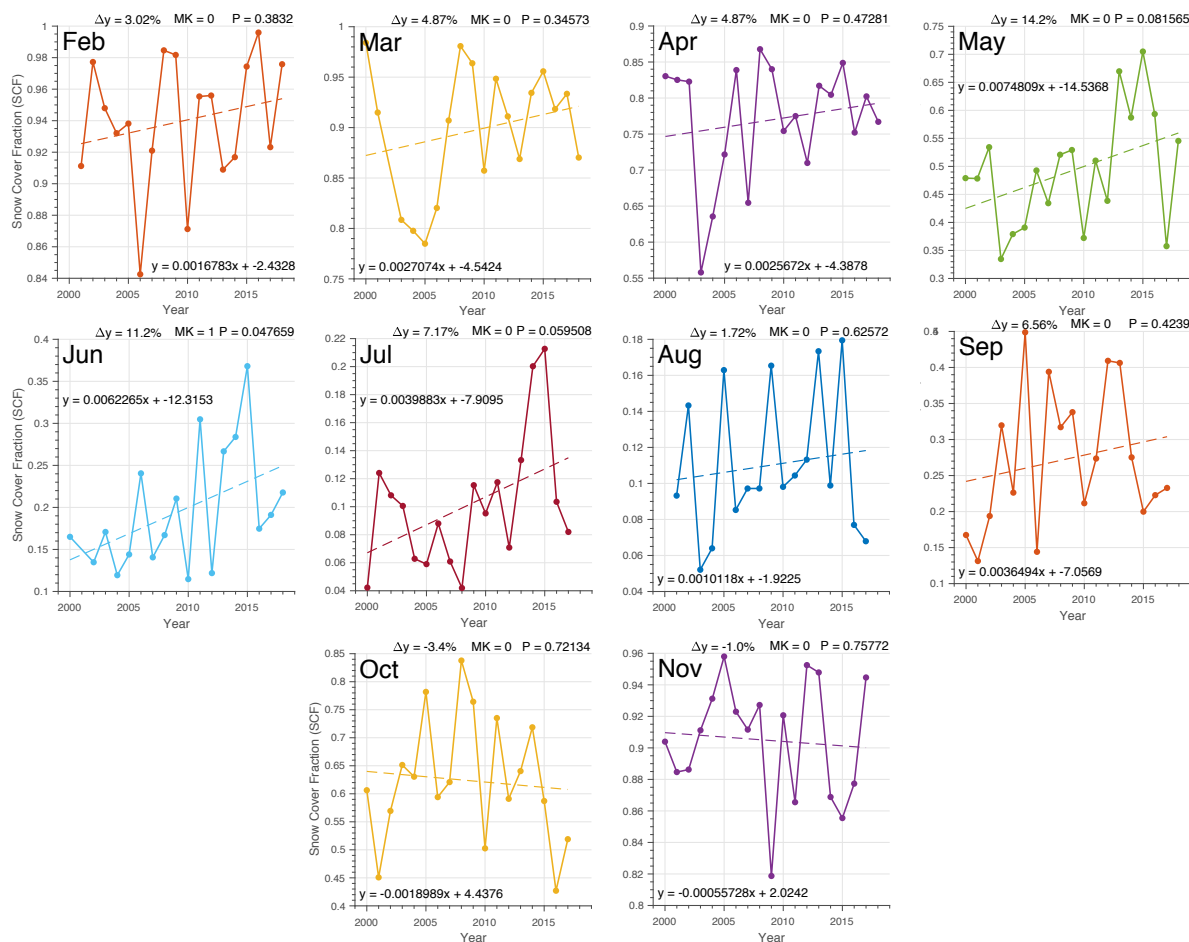 Δy = 3.02% MK = 0 P = 0.3832
Feb
Snow Cover Fraction (SCF)
1
0.98
0.96
0.94
0.92
0.9
0.88
0.86
0.84
y = 0.0016783x + -2.4328
2000 2005 2010 2015
Year
Δy = 4.87% MK = 0 P = 0.34573
Mar
1
0.95
0.9
0.85
0.8
0.75
y = 0.0027074x + -4.5424
2000 2005 2010 2015
Year
Δy = 4.87% MK = 0 P = 0.47281
Apr
0.9
0.85
0.8
0.75
0.7
0.65
0.6
0.55
y = 0.0025672x + -4.3878
2000 2005 2010 2015
Year
Δy = 14.2% MK = 0 P = 0.081565
May
0.75
0.7
0.65
0.6
0.55
0.5
0.45
0.4
0.35
0.3
y = 0.0074809x + -14.5368
2000 2005 2010 2015
Year
Δy = 11.2% MK = 1 P = 0.047659
Jun
Snow Cover Fraction (SCF)
0.4
0.35
0.3
0.25
0.2
0.15
0.1
y = 0.0062265x + -12.3153
2000 2005 2010 2015
Year
Δy = 7.17% MK = 0 P = 0.059508
Jul
0.22
0.2
0.18
0.16
0.14
0.12
0.1
0.08
0.06
0.04
y = 0.0039883x + -7.9095
2000 2005 2010 2015
Year
Δy = 1.72% MK = 0 P = 0.62572
Aug
0.18
0.16
0.14
0.12
0.1
0.08
0.06
0.04
y = 0.0010118x + -1.9225
2000 2005 2010 2015
Year
Δy = 6.56% MK = 0 P = 0.4239
Sep
0.4
0.3
0.2
0.1
y = 0.0036494x + -7.0569
2000 2005 2010 2015
Year
Δy = -3.4% MK = 0 P = 0.72134
Oct
Snow Cover Fraction (SCF)
0.85
0.8
0.75
0.7
0.65
0.6
0.55
0.5
0.45
0.4
y = -0.0018989x + 4.4376
2000 2005 2010 2015
Year
Δy = -1.0% MK = 0 P = 0.75772
Nov
0.96
0.94
0.92
0.9
0.88
0.86
0.84
0.82
0.8
y = -0.00055728x + 2.0242
2000 2005 2010 2015
Year